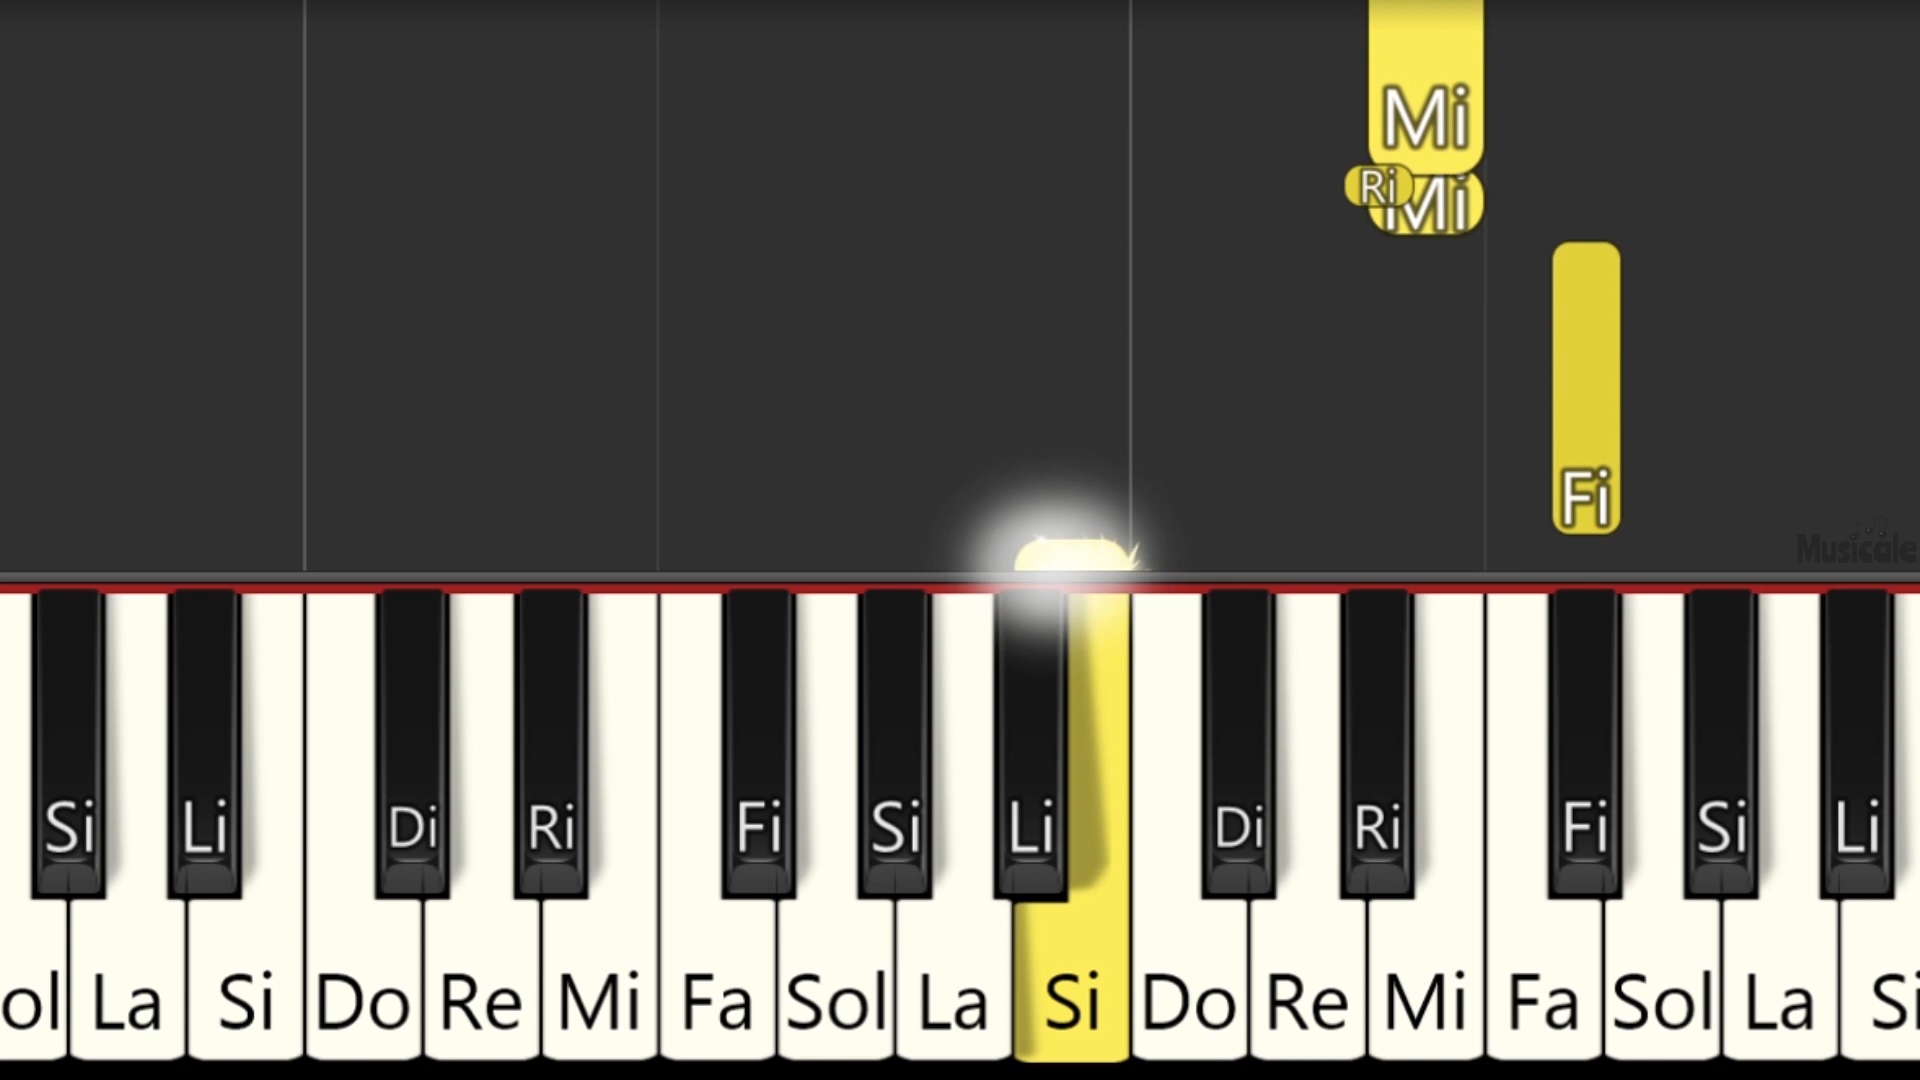 Mi
Ri Mi
Fi
Musicale
Si Li Di Ri Fi Si Li Di Ri Fi Si Li
ol La Si Do Re Mi Fa Sol La Si Do Re Mi Fa Sol La Si